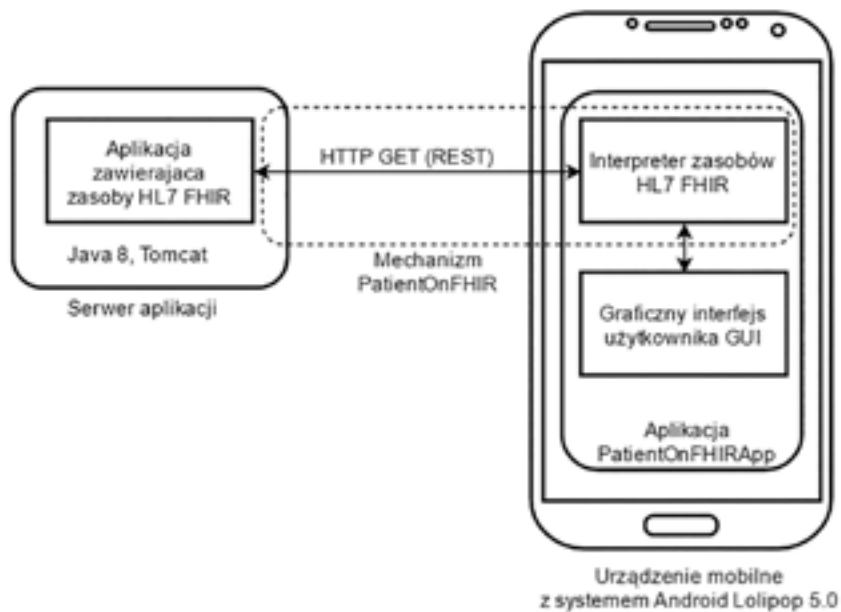 Aplikacja
zawierajaca
zasoby HL7 FHIR
Java 8, Tomcat
Serwer aplikacji
HTTP GET (REST)
Mechanizm
PatientOnFHIR
Interpreter zasobów
HL7 FHIR
Graficzny interfejs
użytkownika GUI
Aplikacja
PatientOnFHIRApp
Urządzenie mobilne
z systemem Android Lolipop 5.0